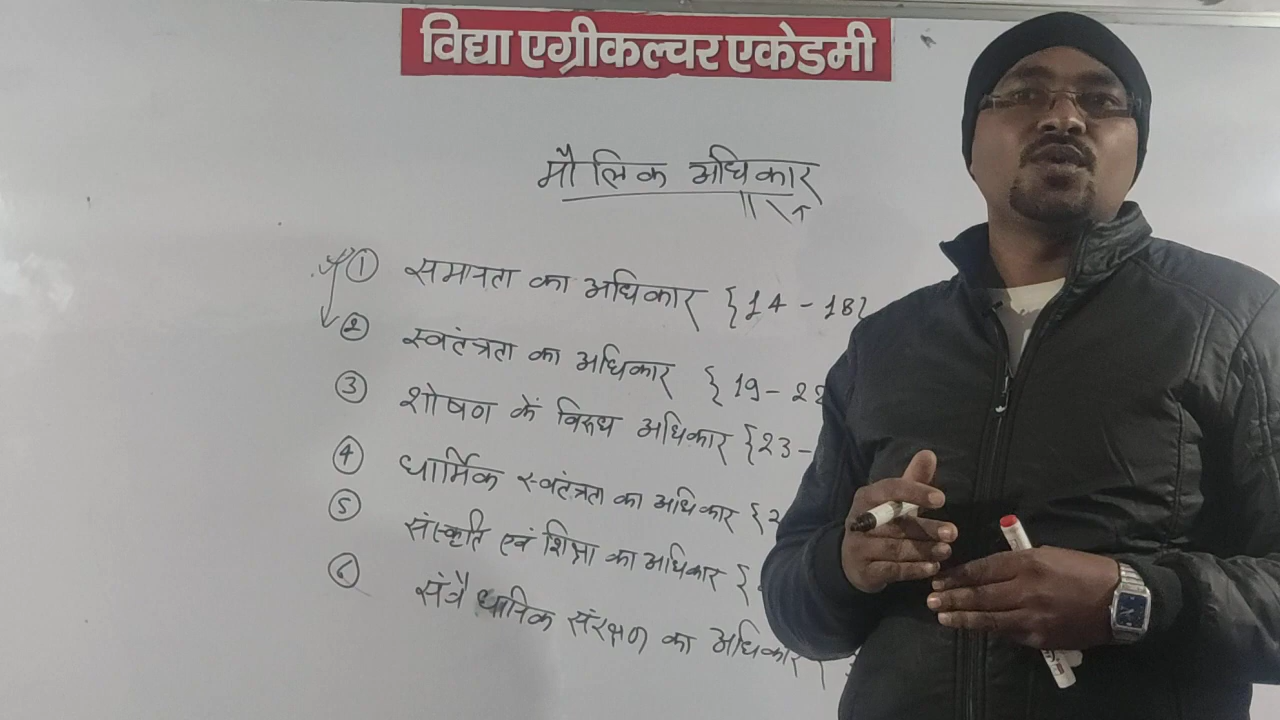 विद्या एग्रीकल्चर एकेडमी
मौलिक अधिकार
① समानता का अधिकार {14 - 18}
② स्वतंत्रता का अधिकार { 19 - 22
③ शोषण कें विरुध अधिकार {23 -
④ धार्मिक स्वतंत्रता का अधिकार {2
⑤ संस्कृति एवं शिक्षा का अधिकार {
⑥ संवैधानिक संरक्षण का अधिकार